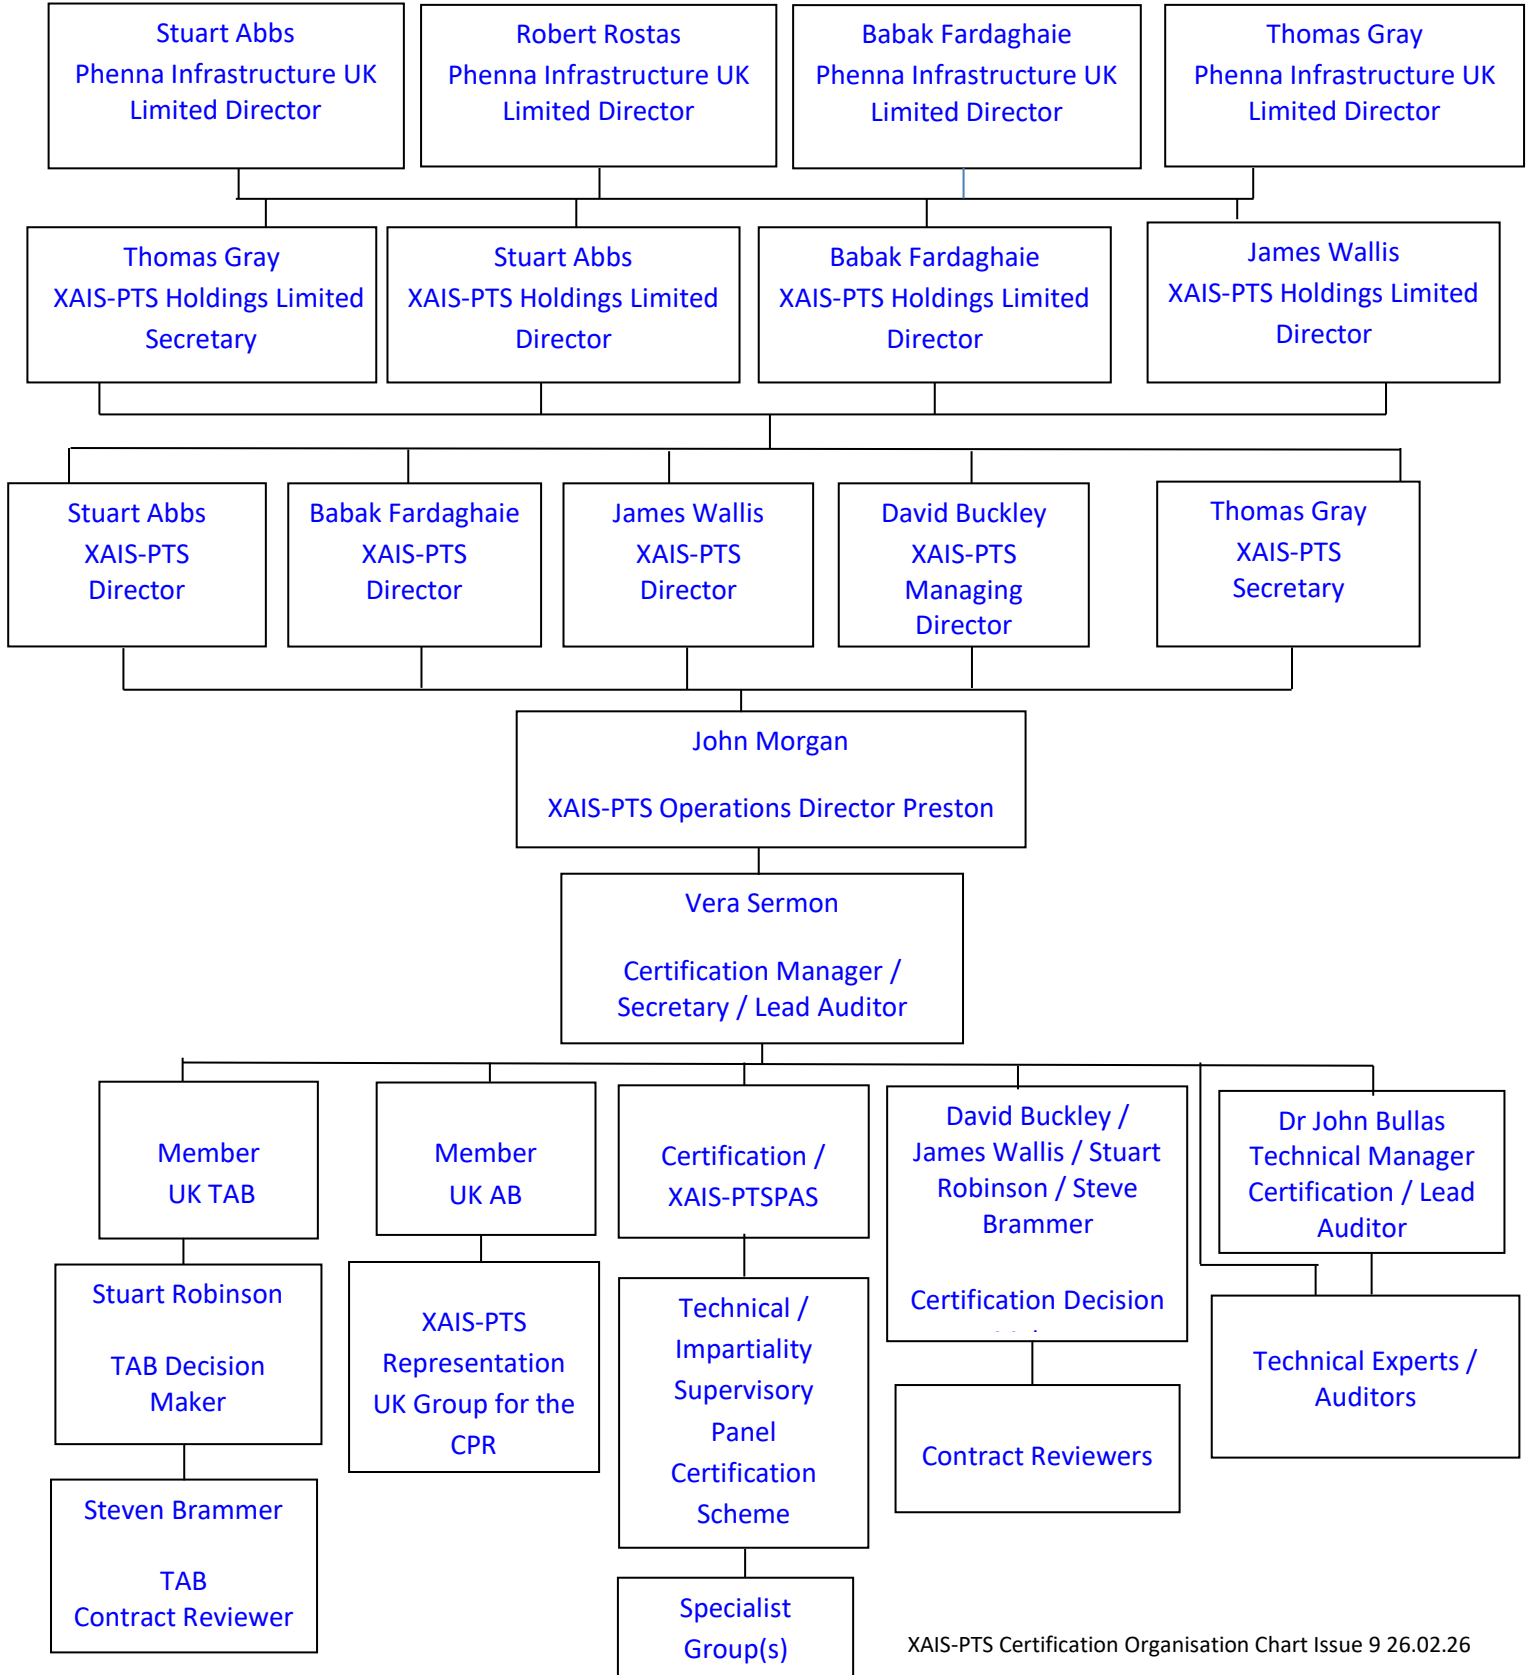 Stuart Abbs
Phenna Infrastructure UK
Limited Director
Robert Rostas
Phenna Infrastructure UK
Limited Director
Babak Fardaghaie
Phenna Infrastructure UK
Limited Director
Thomas Gray
Phenna Infrastructure UK
Limited Director
Thomas Gray
XAIS-PTS Holdings Limited
Secretary
Stuart Abbs
XAIS-PTS Holdings Limited
Director
Babak Fardaghaie
XAIS-PTS Holdings Limited
Director
James Wallis
XAIS-PTS Holdings Limited
Director
Stuart Abbs
XAIS-PTS
Director
Babak Fardaghaie
XAIS-PTS
Director
James Wallis
XAIS-PTS
Director
David Buckley
XAIS-PTS
Managing
Director
Thomas Gray
XAIS-PTS
Secretary
John Morgan
XAIS-PTS Operations Director Preston
Vera Sermon
Certification Manager /
Secretary / Lead Auditor
Member
UK TAB
Member
UK AB
Certification /
XAIS-PTSPAS
David Buckley /
James Wallis / Stuart
Robinson / Steve
Brammer
Certification Decision
Dr John Bullas
Technical Manager
Certification / Lead
Auditor
Stuart Robinson
TAB Decision
Maker
XAIS-PTS
Representation
UK Group for the
CPR
Technical /
Impartiality
Supervisory
Panel
Certification
Scheme
Contract Reviewers
Technical Experts /
Auditors
Steven Brammer
TAB
Contract Reviewer
Specialist
Group(s)
XAIS-PTS Certification Organisation Chart Issue 9 26.02.26